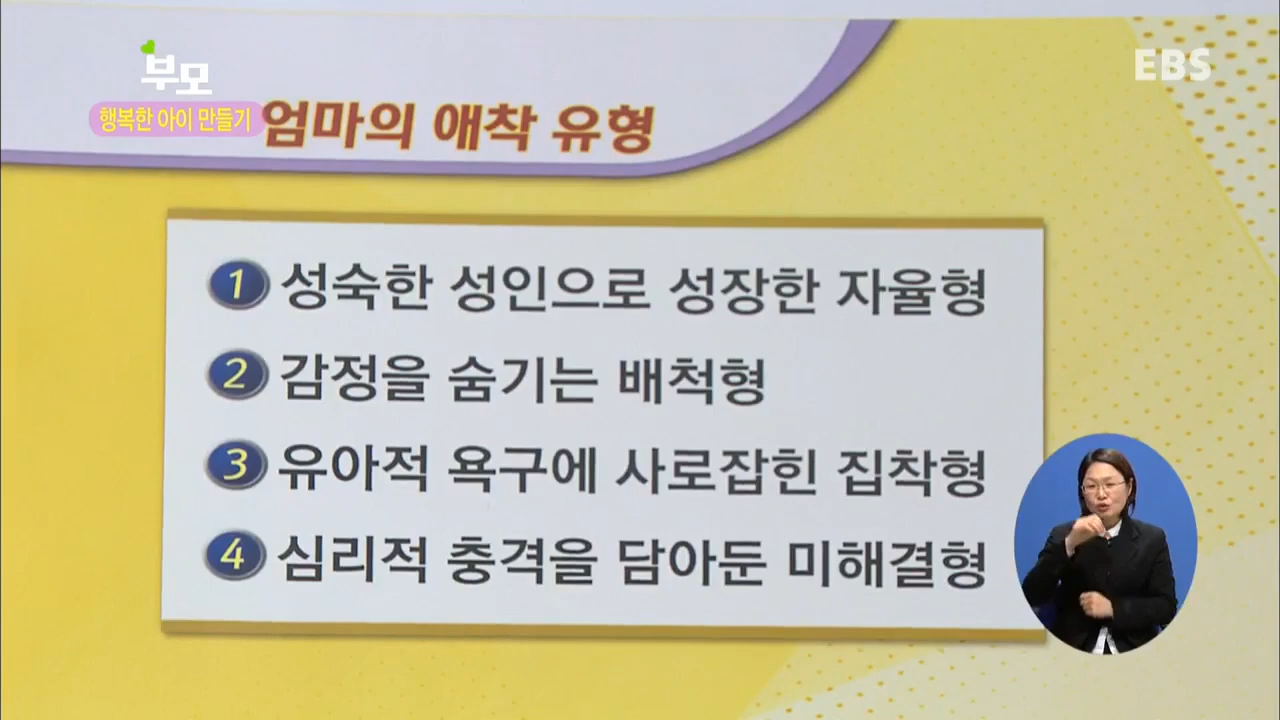 부모
EBS
행복한 아이 만들기
엄마의 애착 유형
1 성숙한 성인으로 성장한 자율형
2 감정을 숨기는 배척형
3 유아적 욕구에 사로잡힌 집착형
4 심리적 충격을 담아둔 미해결형